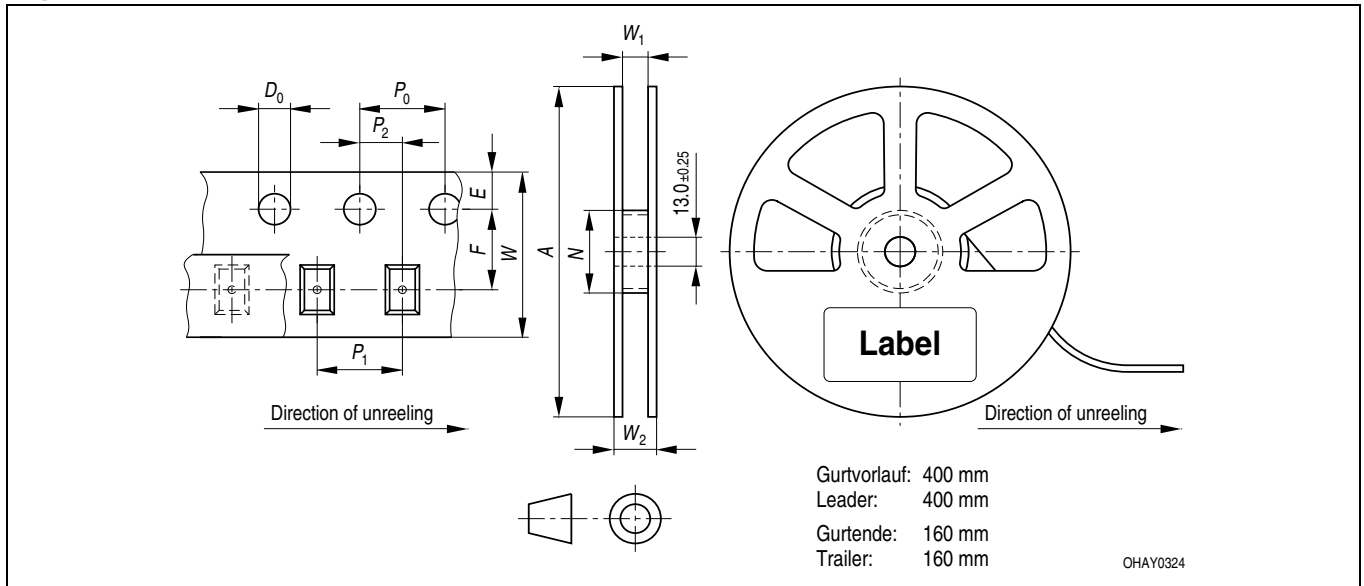 W1
D0
P0
P2
E
F
W
A
N
13.0 ±0.25
Label
P1
Direction of unreeling
W2
Direction of unreeling
Gurtvorlauf: 400 mm
Leader: 400 mm
Gurtende: 160 mm
Trailer: 160 mm
OHAY0324